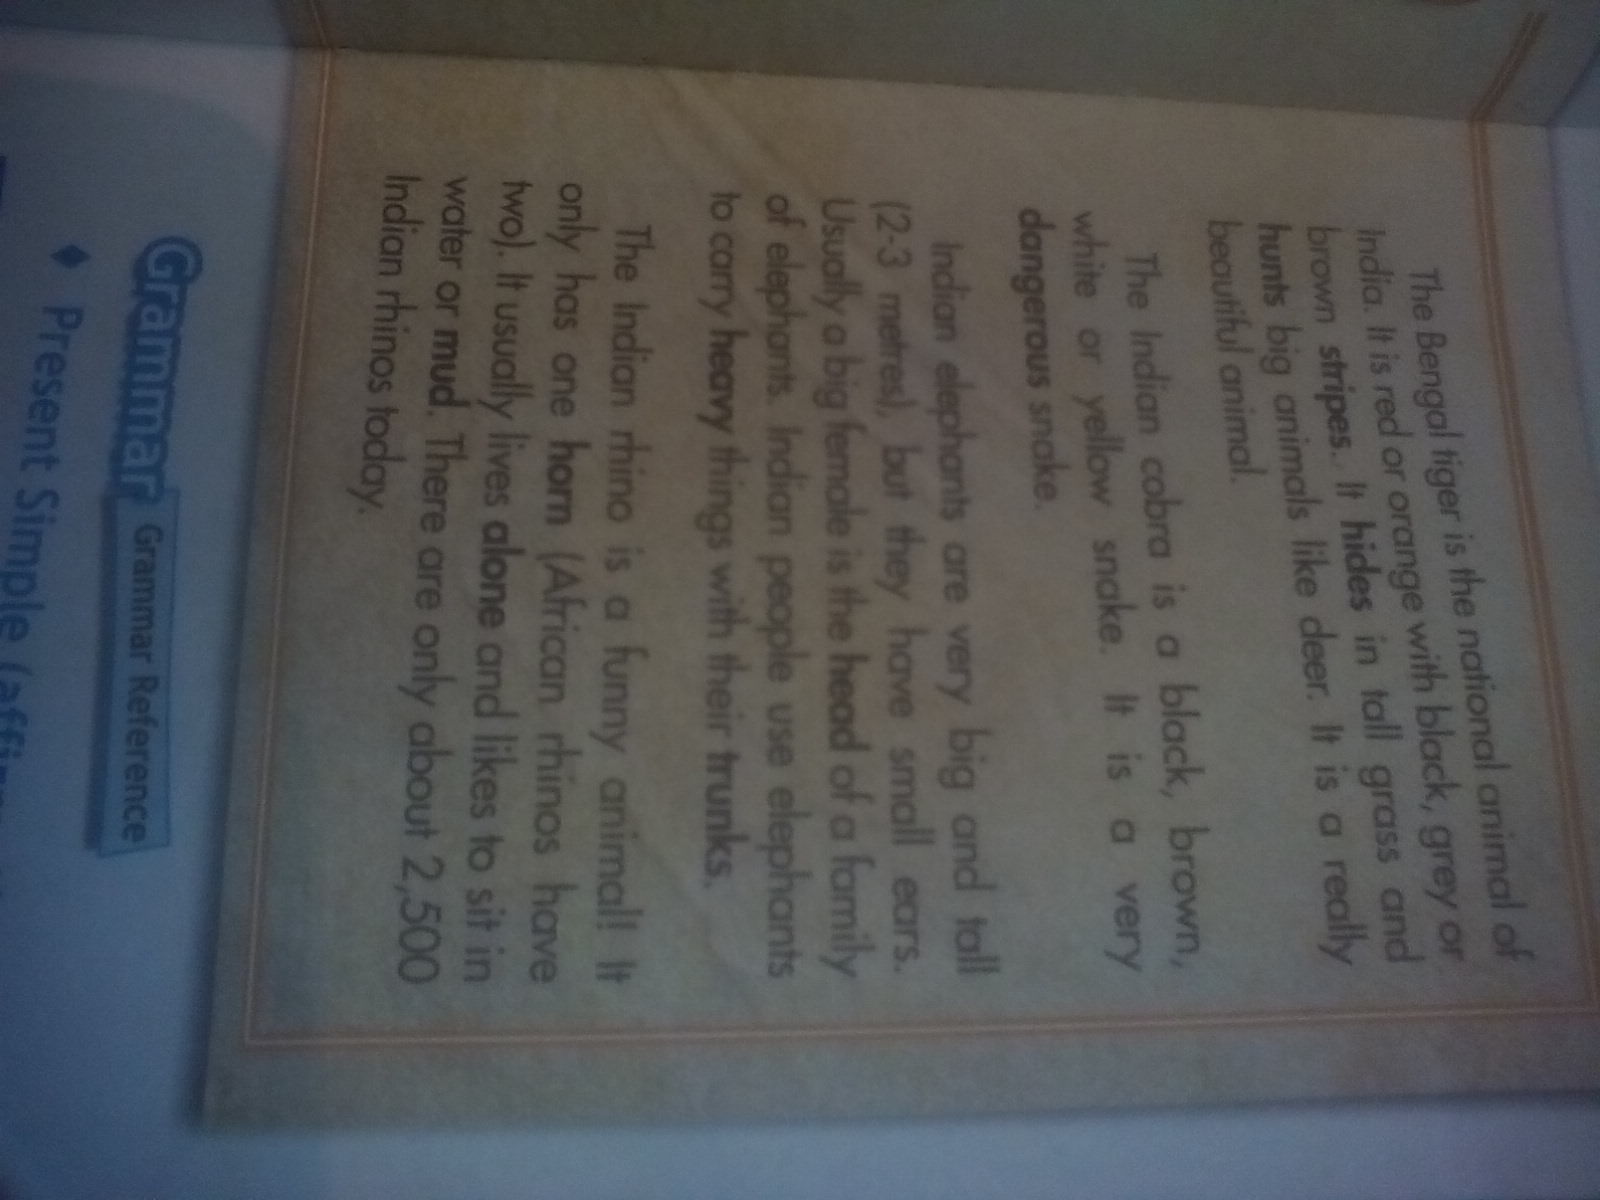 The Bengal tiger is the national animal of
India. It is red or orange with black, grey or
brown stripes. It hides in tall grass and
hunts big animals like deer. It is a really
beautiful animal.
The Indian cobra is a black, brown,
white or yellow snake. It is a very
dangerous snake.
Indian elephants are very big and tall
(2-3 metres), but they have small ears.
Usually a big female is the head of a family
of elephants. Indian people use elephants
to carry heavy things with their trunks.
The Indian rhino is a funny animal! It
only has one horn (African rhinos have
two). It usually lives alone and likes to sit in
water or mud. There are only about 2,500
Indian rhinos today.
Grammar Grammar Reference
♦ Present Simple